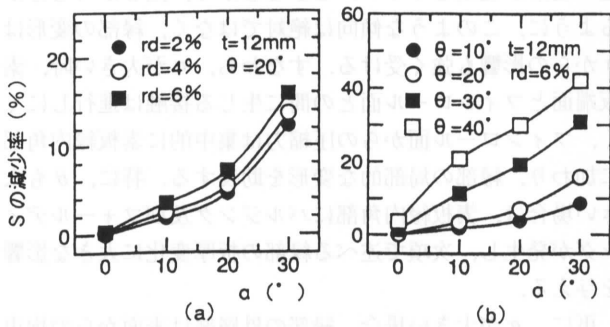 Sの減少率 (%)
20
10
0
● rd=2% t=12mm
○ rd=4% θ=20°
■ rd=6%
0 10 20 30
α (°)
(a)
60
40
20
0
● θ=10° t=12mm
○ θ=20° rd=6%
■ θ=30°
□ θ=40°
0 10 20 30
α (°)
(b)